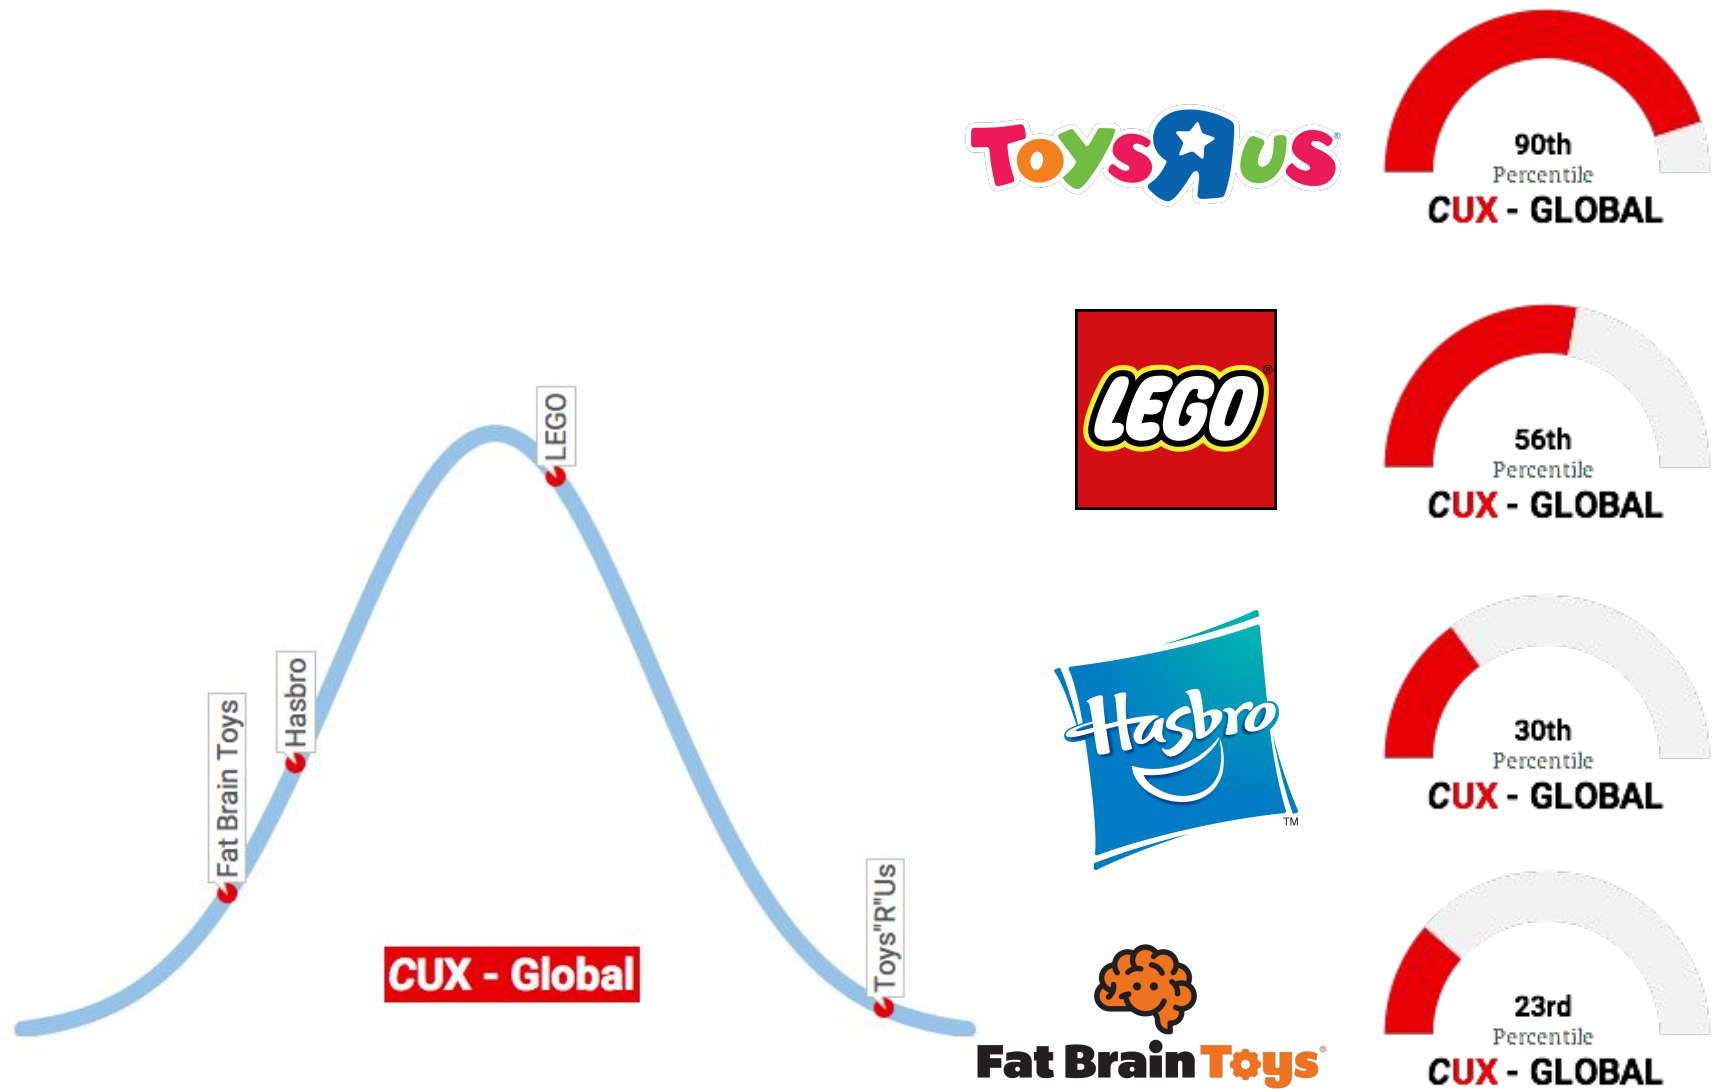 LEGO
Hasbro
Fat Brain Toys
Toys"R"Us
CUX - Global
ToysRus®
90th
Percentile
CUX - GLOBAL
LEGO®
56th
Percentile
CUX - GLOBAL
Hasbro
TM
30th
Percentile
CUX - GLOBAL
Fat Brain Toys®
23rd
Percentile
CUX - GLOBAL